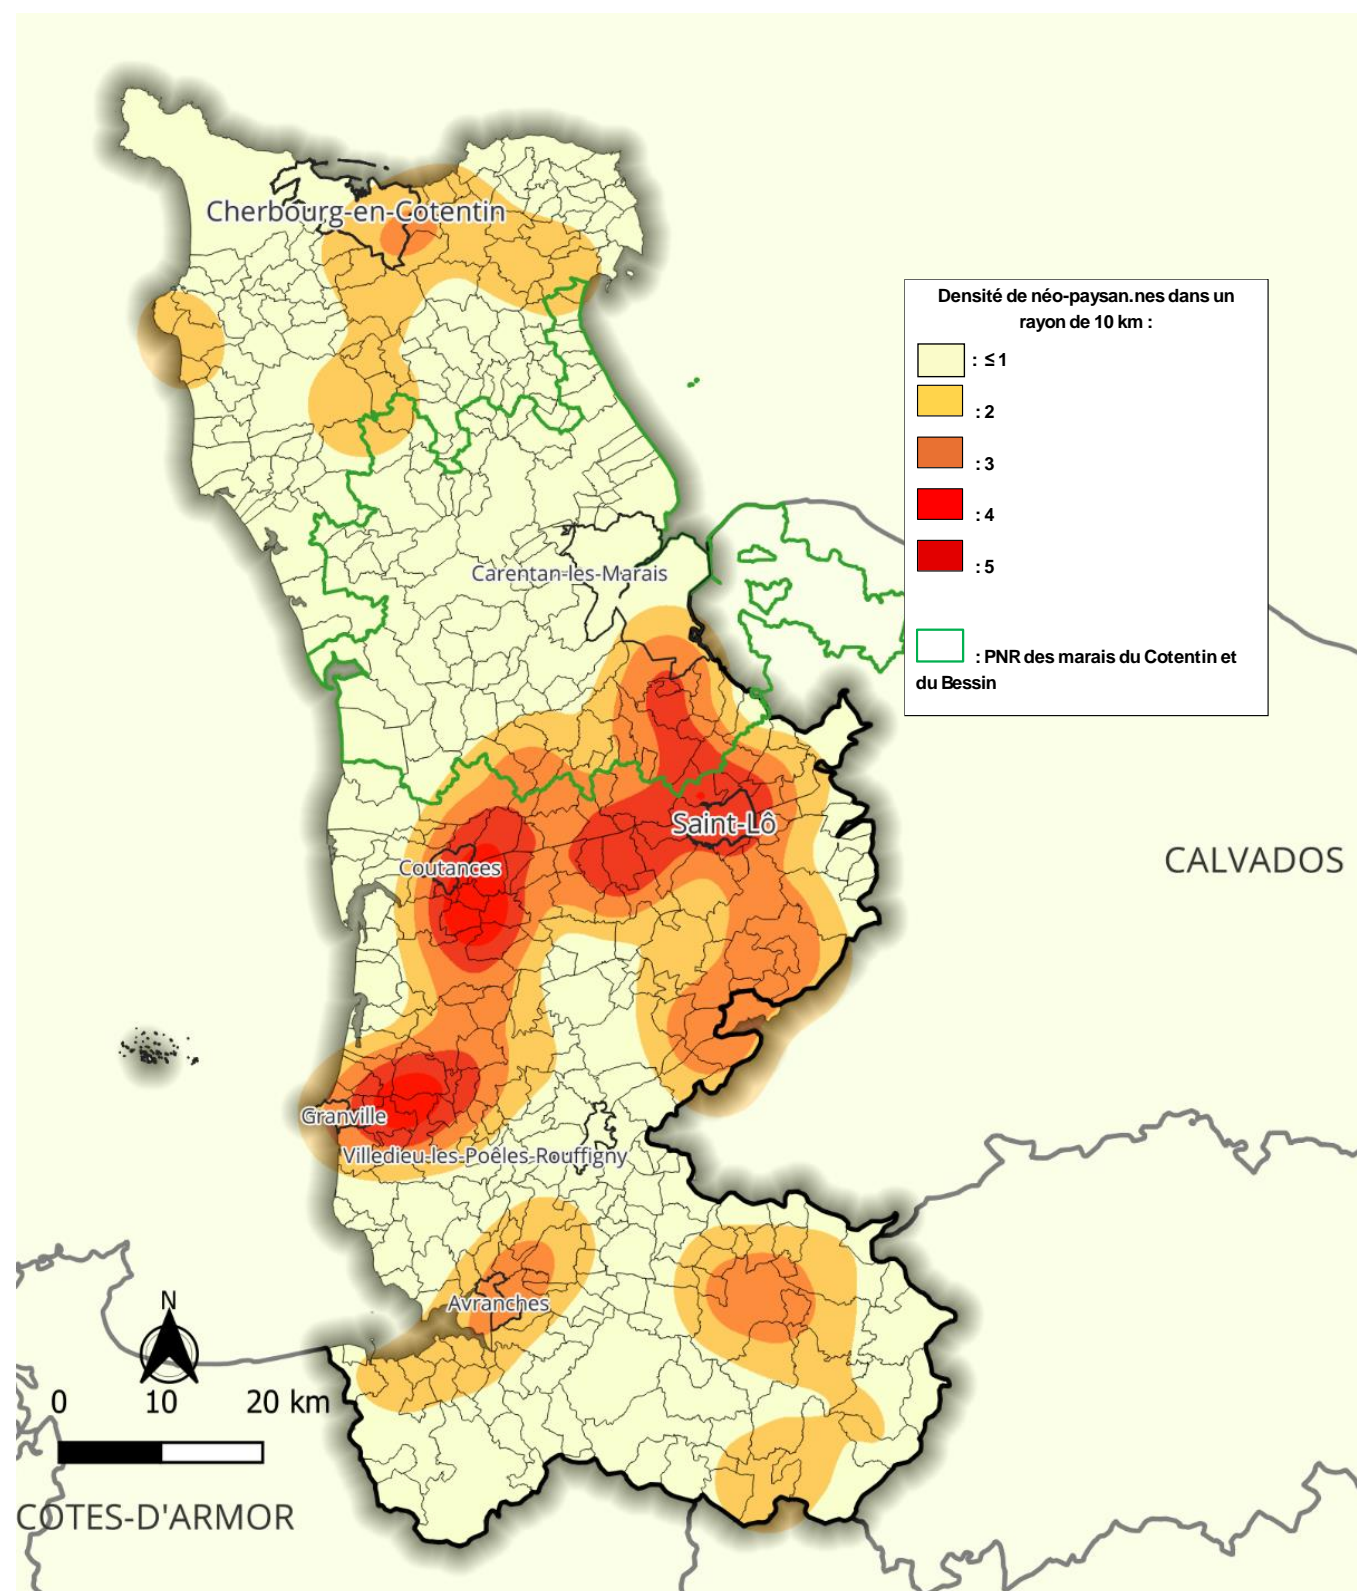 Cherbourg-en-Cotentin
Densité de néo-paysan.nes dans un
rayon de 10 km :
: ≤ 1
: 2
: 3
: 4
: 5
: PNR des marais du Cotentin et
du Bessin
Carentan-les-Marais
Saint-Lô
Coutances
CALVADOS
Granville
Villedieu-les-Poêles-Rouffigny
Avranches
N
0 10 20 km
COTES-D'ARMOR